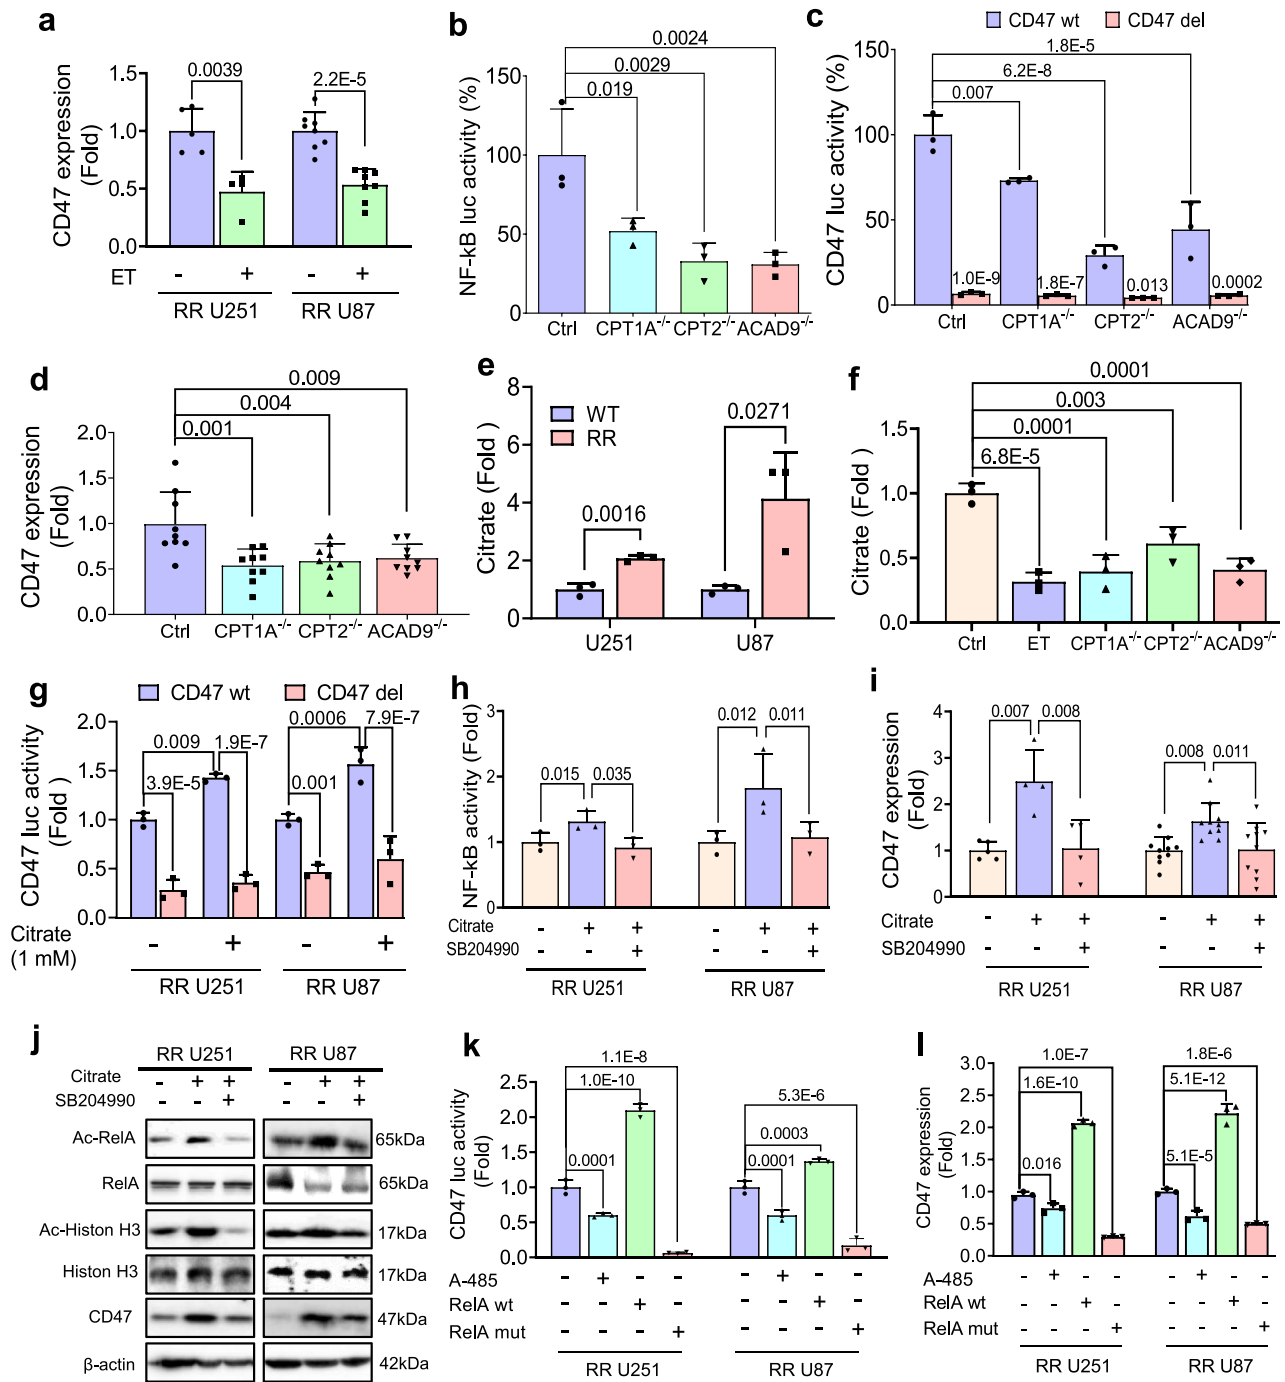 a
CD47 expression
(Fold)
1.5
1.0
0.5
0.0
0.0039
2.2E-5
ET - + - +
RR U251 RR U87
b
NF-kB luc activity (%)
150
100
50
0
0.0024
0.0029
0.019
Ctrl CPT1A-/- CPT2-/- ACAD9-/-
c
CD47 wt CD47 del
CD47 luc activity (%)
150
100
50
0
1.8E-5
6.2E-8
0.007
1.0E-9 1.8E-7 0.013 0.0002
Ctrl CPT1A-/- CPT2-/- ACAD9-/-
d
CD47 expression
(Fold)
2.0
1.5
1.0
0.5
0.0
0.009
0.004
0.001
Ctrl CPT1A-/- CPT2-/- ACAD9-/-
e
Citrate (Fold )
8
6
4
2
0
WT
RR
0.0016
0.0271
U251 U87
f
Citrate (Fold )
1.5
1.0
0.5
0.0
0.0001
0.003
0.0001
6.8E-5
Ctrl ET CPT1A-/- CPT2-/- ACAD9-/-
g
CD47 wt CD47 del
CD47 luc activity
(Fold)
2.0
1.5
1.0
0.5
0.0
0.009
3.9E-5
1.9E-7
0.0006
0.001
7.9E-7
Citrate
(1 mM)
- + - +
RR U251 RR U87
h
NF-kB activity (Fold)
3
2
1
0
0.015 0.035
0.012 0.011
Citrate - + + - + +
SB204990 - - + - - +
RR U251 RR U87
i
CD47 expression
(Fold)
4
2
0
0.007 0.008
0.008 0.011
Citrate - + + - + +
SB204990 - - + - - +
RR U251 RR U87
j
RR U251 RR U87
Citrate - + + - + +
SB204990 - - + - - +
Ac-RelA 65kDa
RelA 65kDa
Ac-Histon H3 17kDa
Histon H3 17kDa
CD47 47kDa
β-actin 42kDa
k
CD47 luc activity
(Fold)
2.5
2.0
1.5
1.0
0.5
0.0
1.1E-8
1.0E-10
0.0001
5.3E-6
0.0003
0.0001
A-485 - + - - - + - -
RelA wt - - + - - - + -
RelA mut - - - + - - - +
RR U251 RR U87
l
CD47 expression
(Fold)
3.0
2.5
2.0
1.5
1.0
0.5
0.0
1.0E-7
1.6E-10
0.016
1.8E-6
5.1E-12
5.1E-5
A-485 - + - - - + - -
RelA wt - - + - - - + -
RelA mut - - - + - - - +
RR U251 RR U87